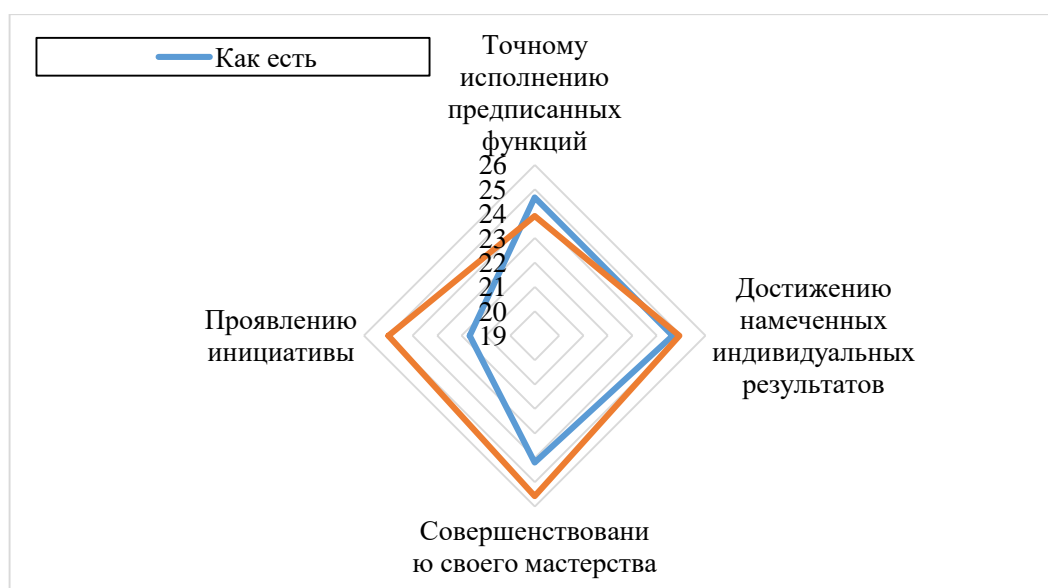 Как есть
Точному
исполнению
предписанных
функций
26
25
24
23
22
21
20
19
Достижению
намеченных
индивидуальных
результатов
Проявлению
инициативы
Совершенствовани
ю своего мастерства